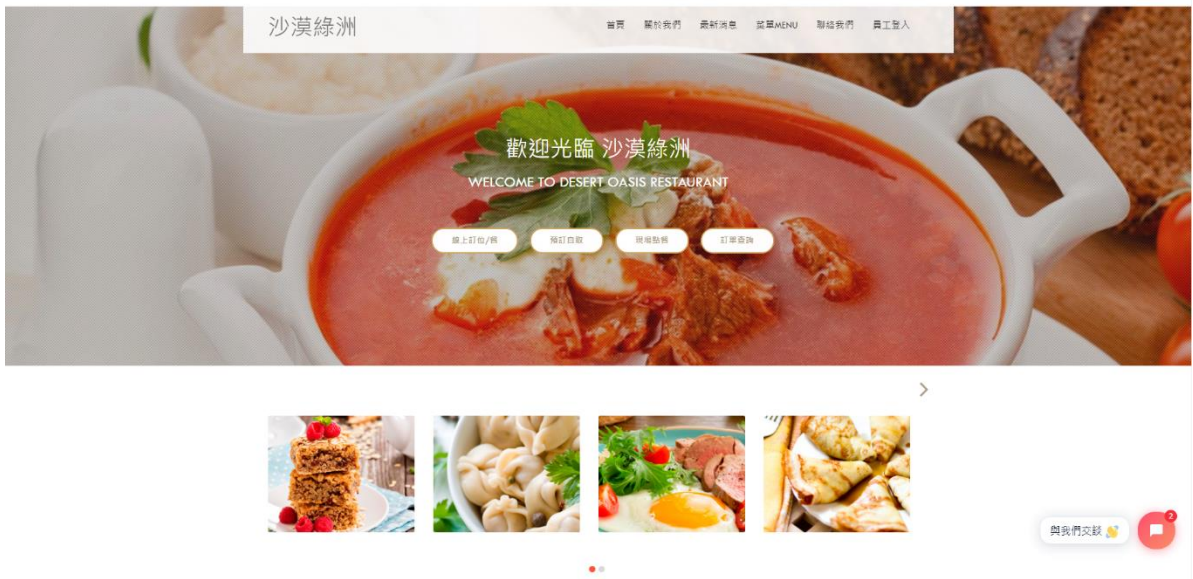 沙漠綠洲
首頁 關於我們 最新消息 菜單MENU 聯絡我們 員工登入
歡迎光臨 沙漠綠洲
WELCOME TO DESERT OASIS RESTAURANT
線上訂位/餐 預訂自取 現場點餐 訂單查詢
與我們交談 👋
2